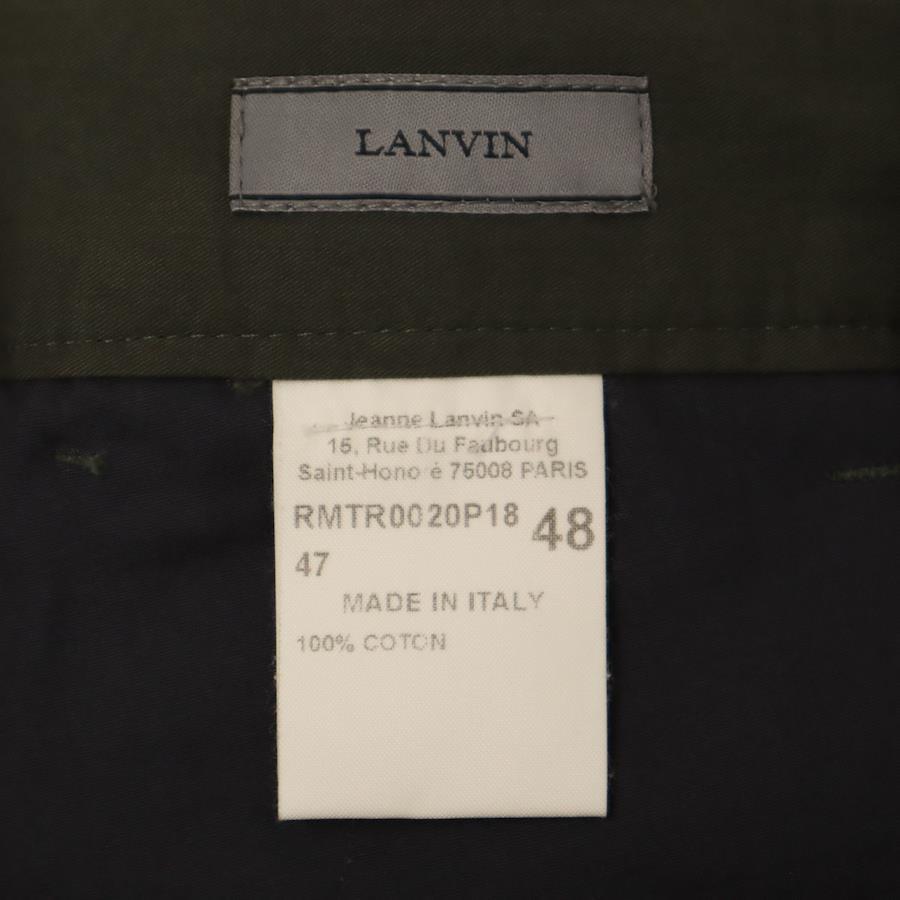 LANVIN
Jeanne Lanvin SA
15, Rue Du Faubourg
Saint-Hono é 75008 PARIS
RMTR0020P18 48
47
MADE IN ITALY
100% COTON